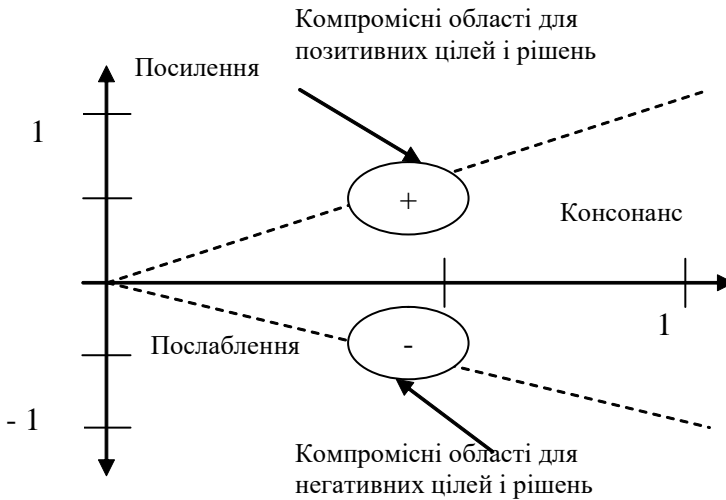 Компромісні області для
позитивних цілей і рішень
Посилення
1
+
Консонанс
1
Послаблення
-
- 1
Компромісні області для
негативних цілей і рішень